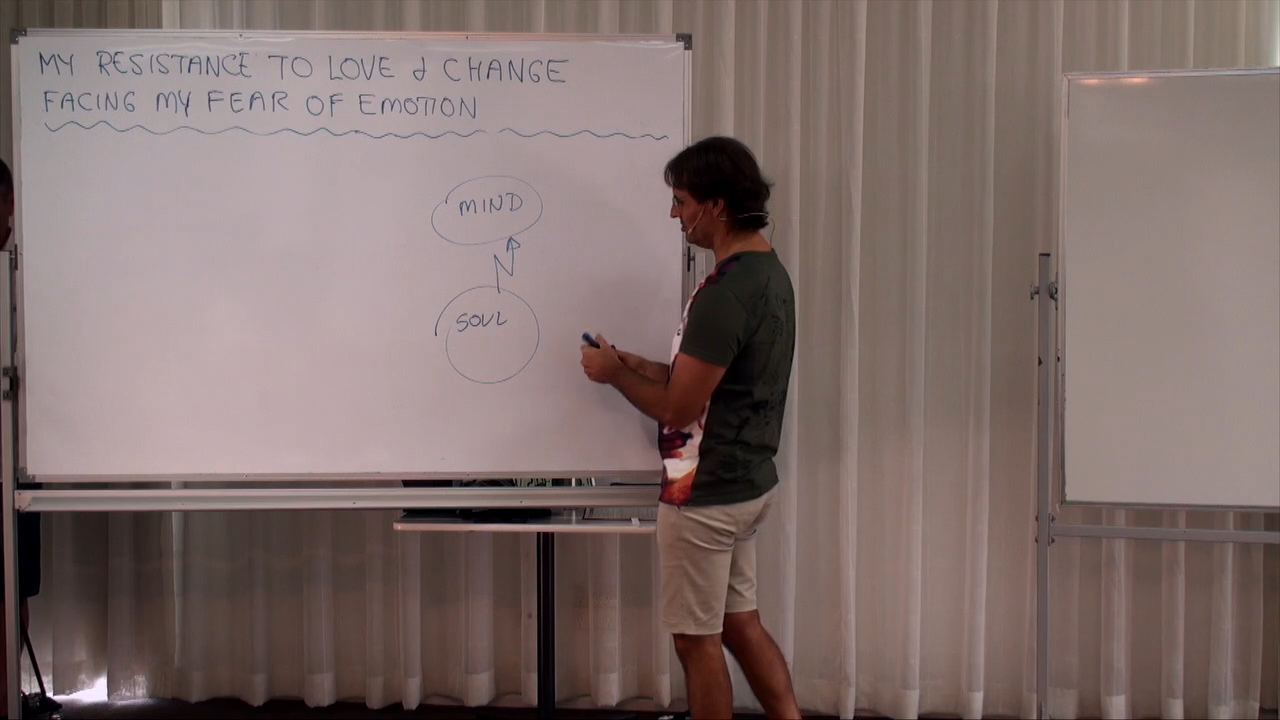 MY RESISTANCE TO LOVE & CHANGE
FACING MY FEAR OF EMOTION
MIND
SOUL